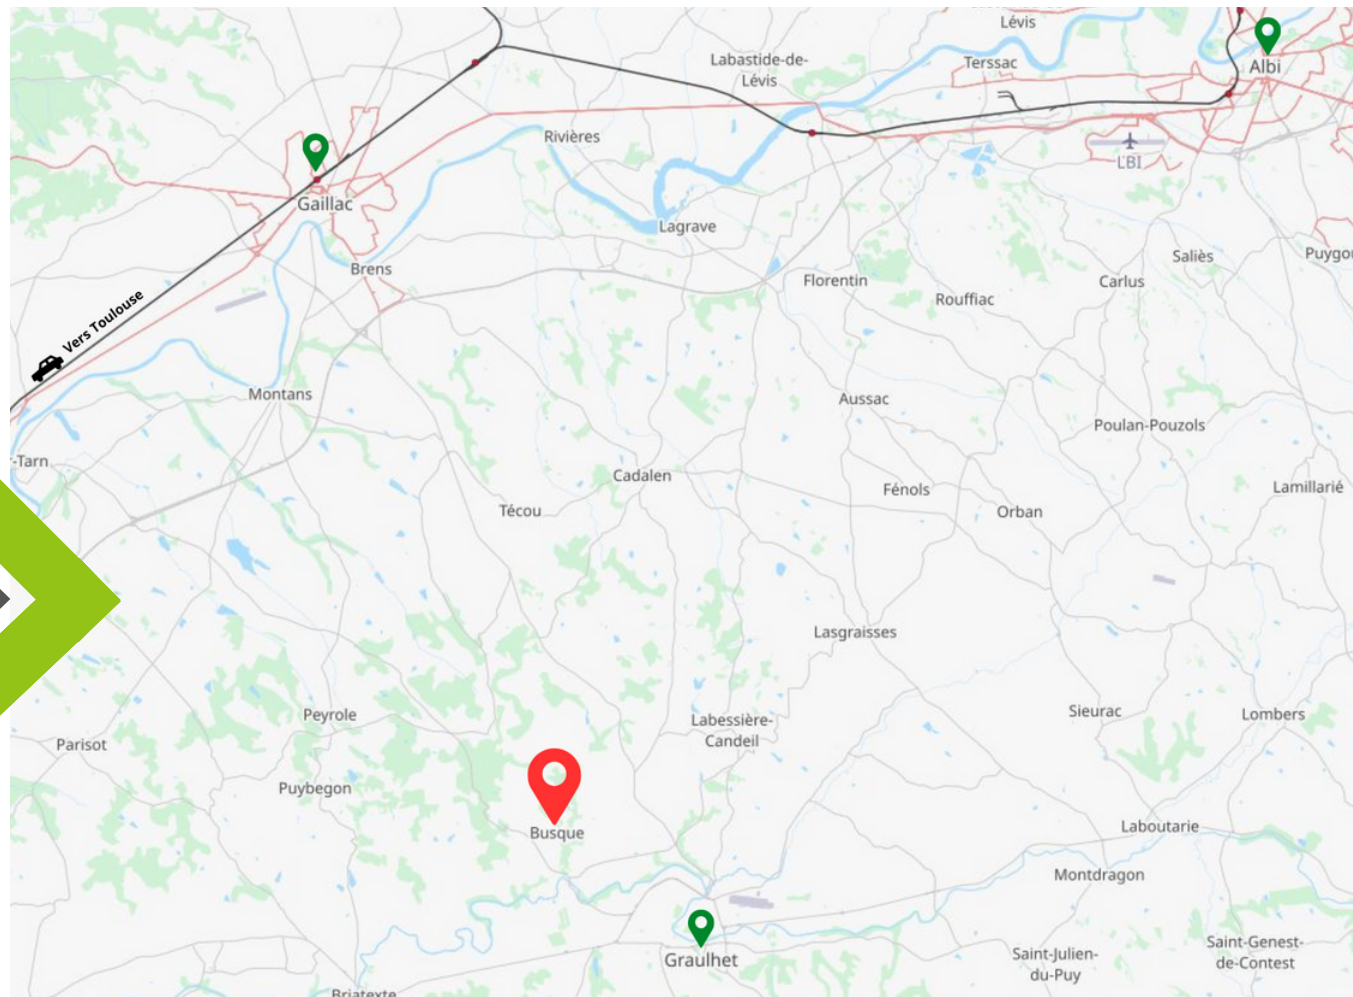 Lévis
Albi
Labastide-de-
Lévis
Terssac
Rivières
LBI
Gaillac
Lagrave
Brens
Saliès
Puygou
Florentin
Carlus
Rouffiac
Vers Toulouse
Montans
Aussac
Poulan-Pouzols
-Tarn
Cadalen
Fénols
Lamillarié
Técou
Orban
Lasgraisses
Peyrole
Labessière-
Candeil
Sieurac
Lombers
Parisot
Puybegon
Busque
Laboutarie
Montdragon
Graulhet
Saint-Julien-
du-Puy
Saint-Genest-
de-Contest
Briatexte